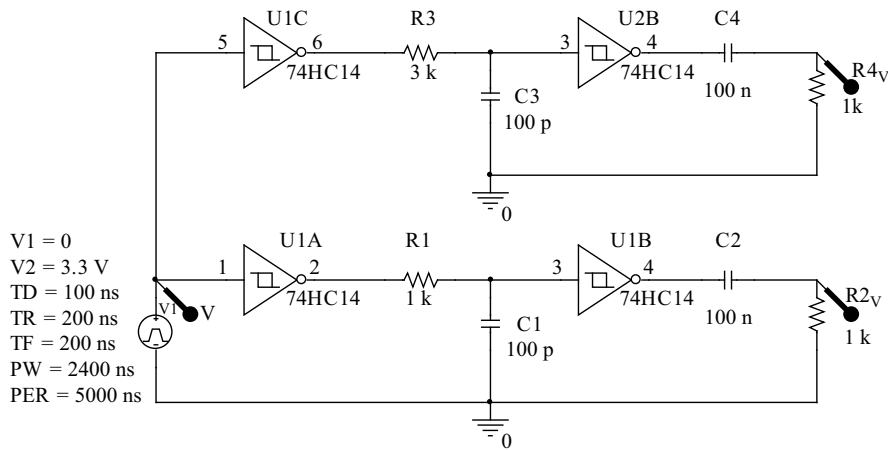 U1C
R3
U2B
C4
5
6
3
4
74HC14
3 k
74HC14
100 n
R4V
1k
C3
100 p
0
V1 = 0
V2 = 3.3 V
TD = 100 ns
TR = 200 ns
TF = 200 ns
PW = 2400 ns
PER = 5000 ns
U1A
R1
U1B
C2
1
2
3
4
74HC14
1 k
74HC14
100 n
R2V
1 k
V1
V
C1
100 p
0